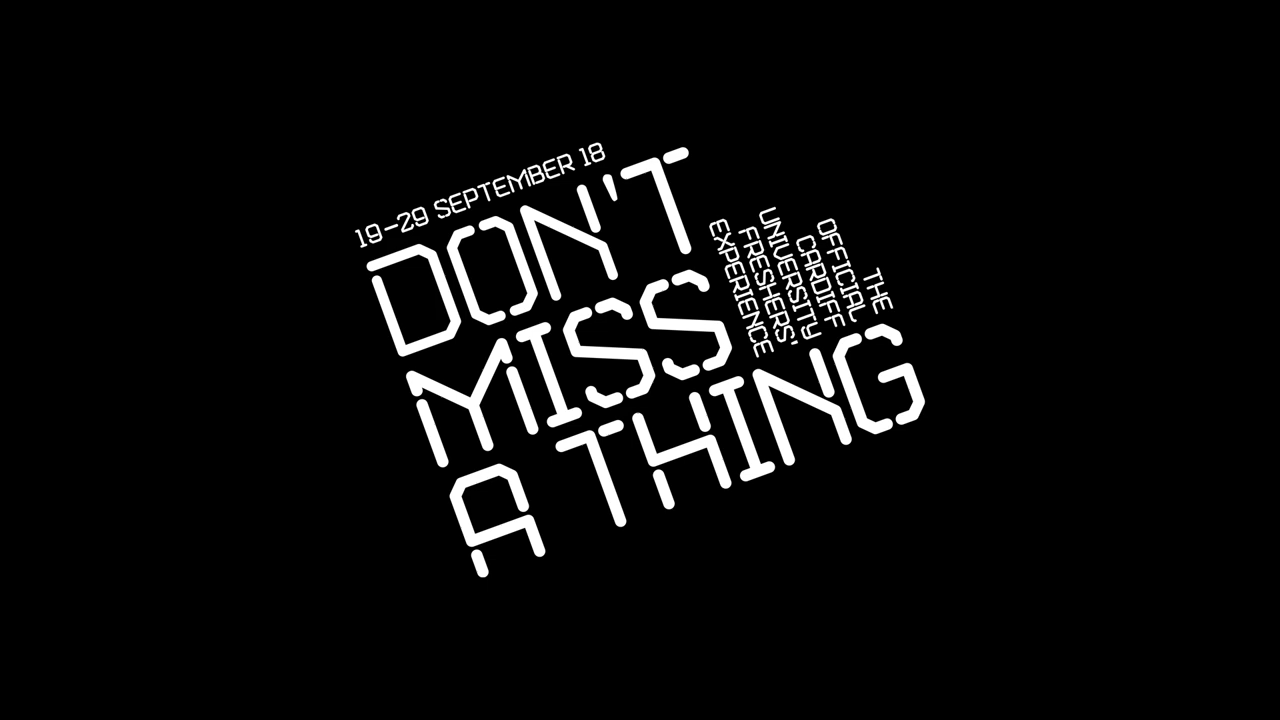 19-29 SEPTEMBER 18
DON'T
MISS
A THING
THE
OFFICIAL
CARDIFF
UNIVERSITY
FRESHERS'
EXPERIENCE